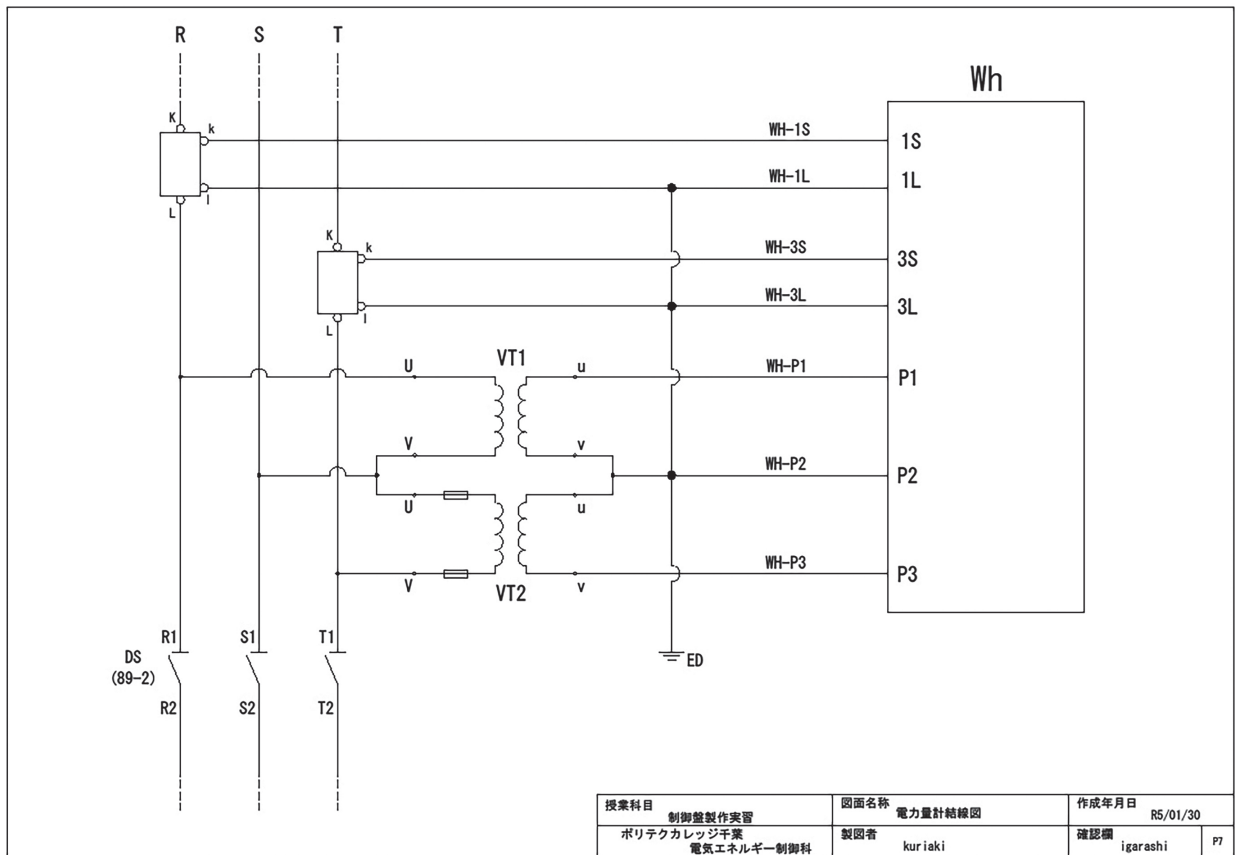 R S T
Wh
K
k
WH-1S
1S
WH-1L
1L
L
l
K
k
WH-3S
3S
WH-3L
3L
L
l
U
VT1
u
WH-P1
P1
V
v
WH-P2
P2
U
u
WH-P3
P3
V
VT2
v
R1 S1 T1
DS
(89-2)
ED
R2 S2 T2
授業科目
制御盤製作実習
図面名称
電力量計結線図
作成年月日
R5/01/30
ポリテクカレッジ千葉
電気エネルギー制御科
製図者
kuriaki
確認欄
igarashi
P7